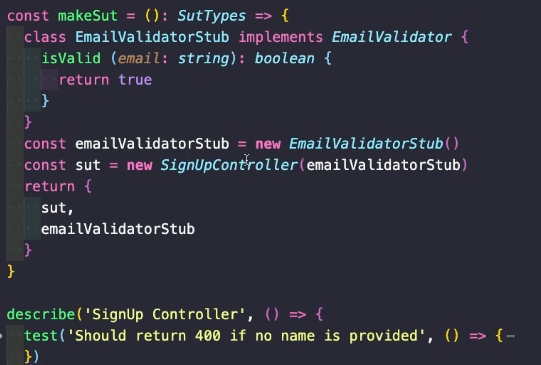 const makeSut = (): SutTypes => {
  class EmailValidatorStub implements EmailValidator {
    isValid (email: string): boolean {
      return true
    }
  }
  const emailValidatorStub = new EmailValidatorStub()
  const sut = new SignUpController(emailValidatorStub)
  return {
    sut,
    emailValidatorStub
  }
}

describe('SignUp Controller', () => {
  test('Should return 400 if no name is provided', () => {⋯
  })